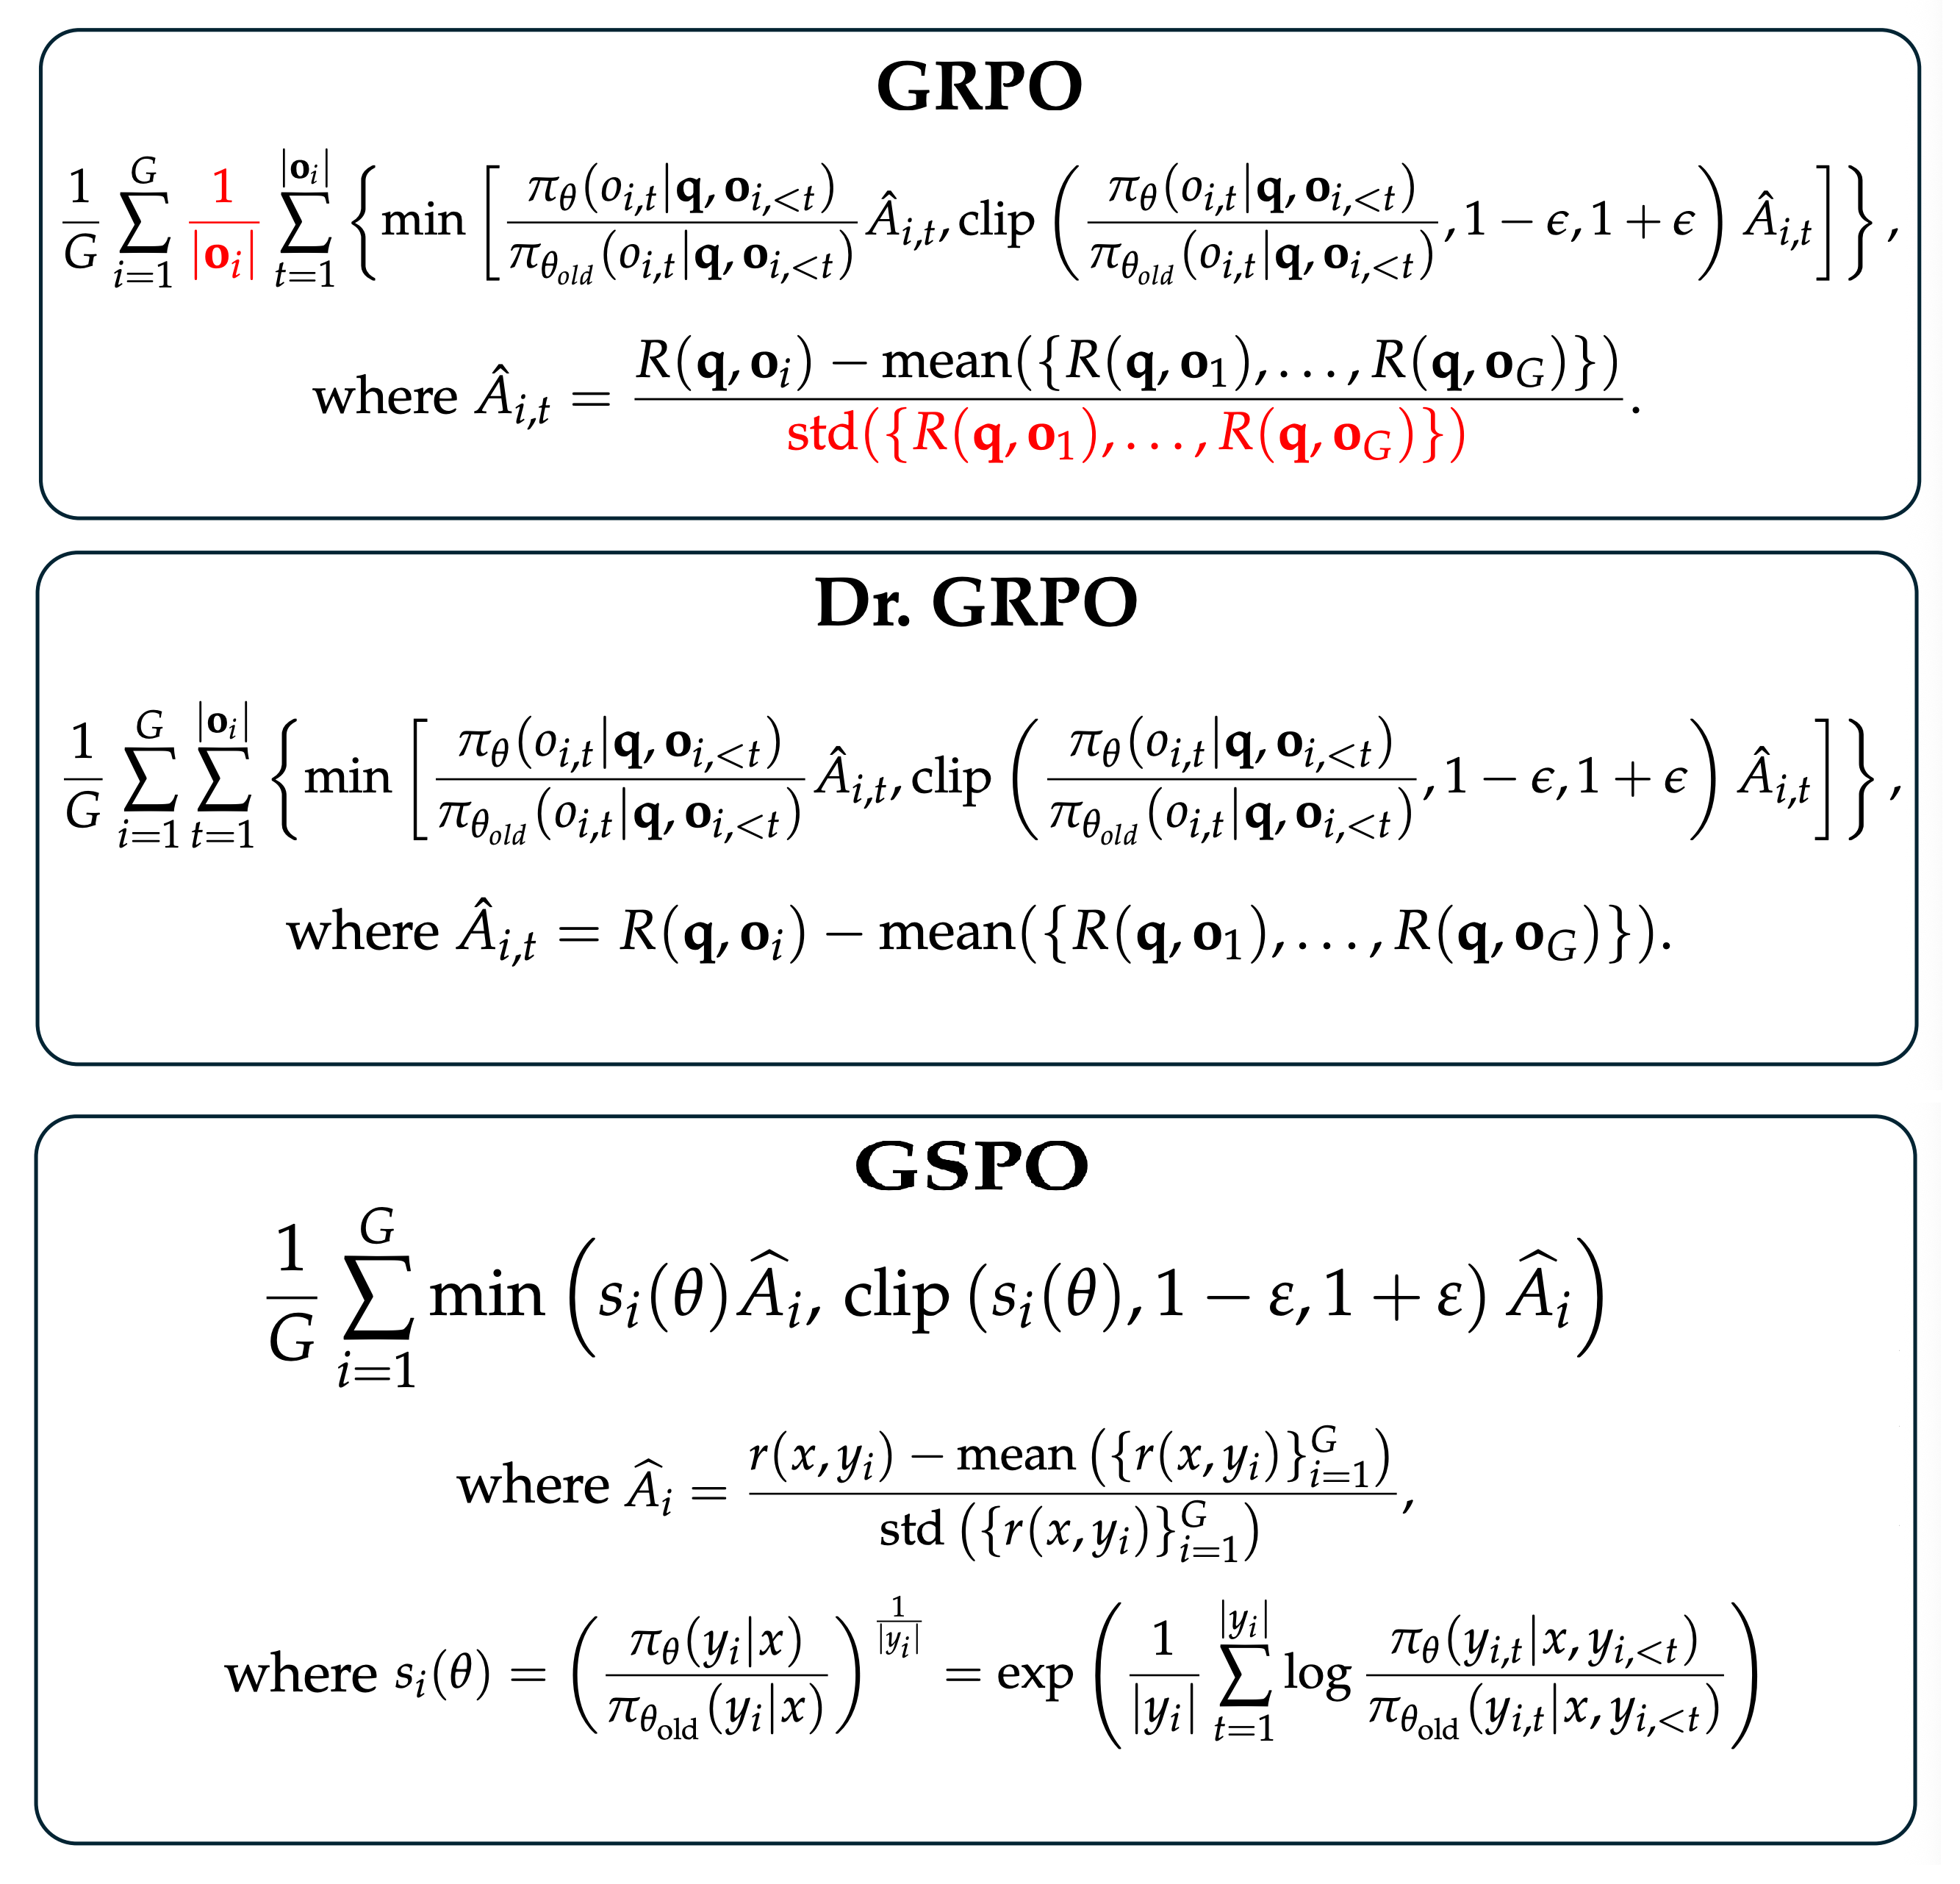 GRPO
$\frac{1}{G} \sum_{i=1}^{G} \frac{1}{|\mathbf{o}_i|} \sum_{t=1}^{|\mathbf{o}_i|} \left\{ \min \left[ \frac{\pi_\theta(o_{i,t}|\mathbf{q}, \mathbf{o}_{i,<t})}{\pi_{\theta_{old}}(o_{i,t}|\mathbf{q}, \mathbf{o}_{i,<t})} \hat{A}_{i,t}, \text{clip} \left( \frac{\pi_\theta(o_{i,t}|\mathbf{q}, \mathbf{o}_{i,<t})}{\pi_{\theta_{old}}(o_{i,t}|\mathbf{q}, \mathbf{o}_{i,<t})}, 1-\epsilon, 1+\epsilon \right) \hat{A}_{i,t} \right] \right\},$
where $\hat{A}_{i,t} = \frac{R(\mathbf{q}, \mathbf{o}_i) - \text{mean}(\{R(\mathbf{q}, \mathbf{o}_1), \ldots, R(\mathbf{q}, \mathbf{o}_G)\})}{\text{std}(\{R(\mathbf{q}, \mathbf{o}_1), \ldots, R(\mathbf{q}, \mathbf{o}_G)\})}.$
Dr. GRPO
$\frac{1}{G} \sum_{i=1}^{G} \sum_{t=1}^{|\mathbf{o}_i|} \left\{ \min \left[ \frac{\pi_\theta(o_{i,t}|\mathbf{q}, \mathbf{o}_{i,<t})}{\pi_{\theta_{old}}(o_{i,t}|\mathbf{q}, \mathbf{o}_{i,<t})} \hat{A}_{i,t}, \text{clip} \left( \frac{\pi_\theta(o_{i,t}|\mathbf{q}, \mathbf{o}_{i,<t})}{\pi_{\theta_{old}}(o_{i,t}|\mathbf{q}, \mathbf{o}_{i,<t})}, 1-\epsilon, 1+\epsilon \right) \hat{A}_{i,t} \right] \right\},$
where $\hat{A}_{i,t} = R(\mathbf{q}, \mathbf{o}_i) - \text{mean}(\{R(\mathbf{q}, \mathbf{o}_1), \ldots, R(\mathbf{q}, \mathbf{o}_G)\}).$
GSPO
$\frac{1}{G} \sum_{i=1}^{G} \min \left( s_i(\theta) \widehat{A}_i, \text{clip} \left( s_i(\theta), 1-\varepsilon, 1+\varepsilon \right) \widehat{A}_i \right)$
where $\widehat{A}_i = \frac{r(x, y_i) - \text{mean} \left( \{r(x, y_i)\}_{i=1}^{G} \right)}{\text{std} \left( \{r(x, y_i)\}_{i=1}^{G} \right)},$
where $s_i(\theta) = \left( \frac{\pi_\theta(y_i|x)}{\pi_{\theta_{\text{old}}}(y_i|x)} \right)^{\frac{1}{|y_i|}} = \exp \left( \frac{1}{|y_i|} \sum_{t=1}^{|y_i|} \log \frac{\pi_\theta(y_{i,t}|x, y_{i,<t})}{\pi_{\theta_{\text{old}}}(y_{i,t}|x, y_{i,<t})} \right)$